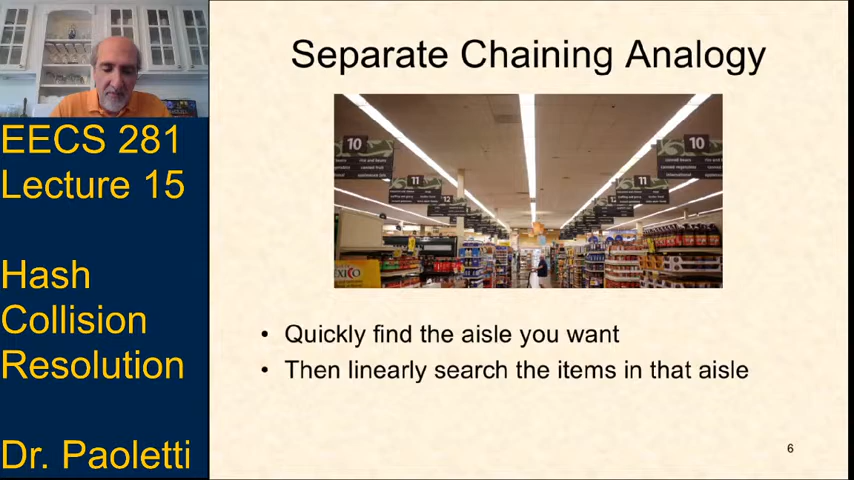 Separate Chaining Analogy
EECS 281
Lecture 15
Hash
Collision
Resolution
Dr. Paoletti
10
11
12
10
11
• Quickly find the aisle you want
• Then linearly search the items in that aisle
6